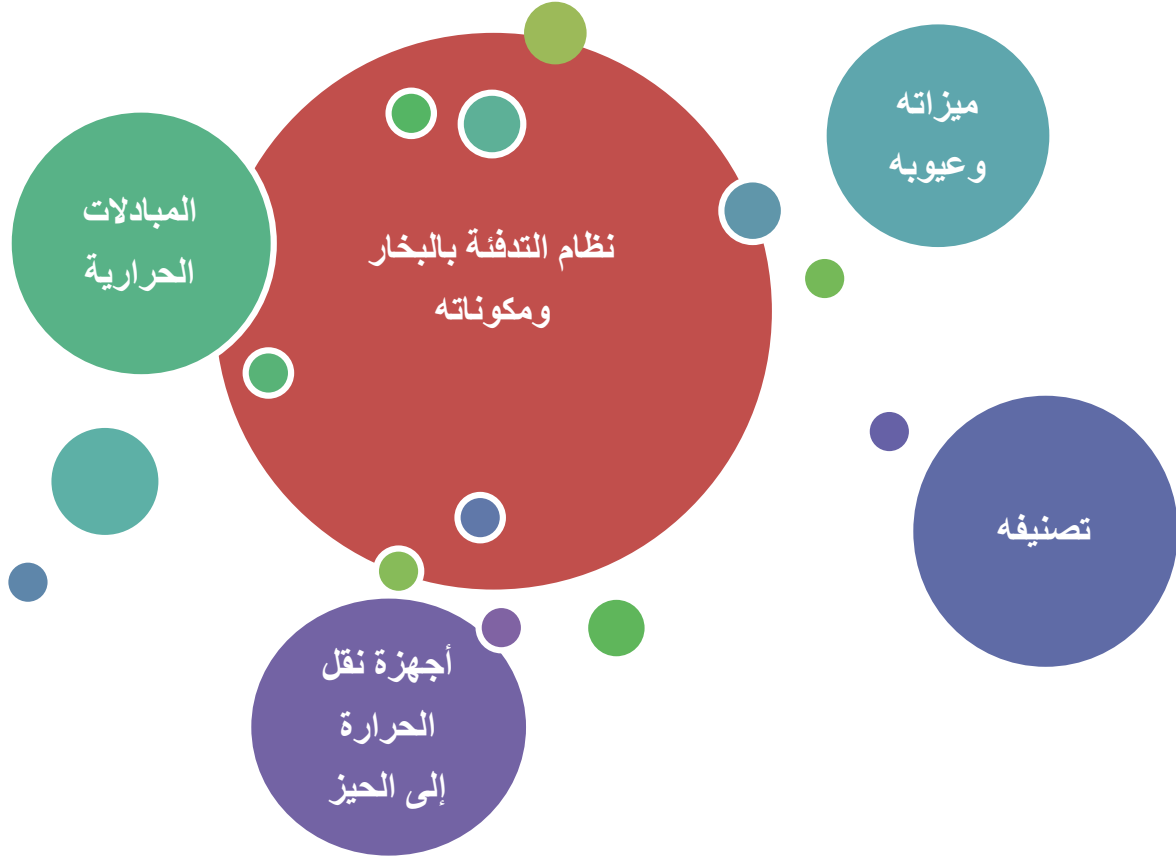 ميزاته
وعيوبه
المبادلات
الحرارية
نظام التدفئة بالبخار
ومكوناته
تصنيفه
أجهزة نقل
الحرارة
إلى الحيز